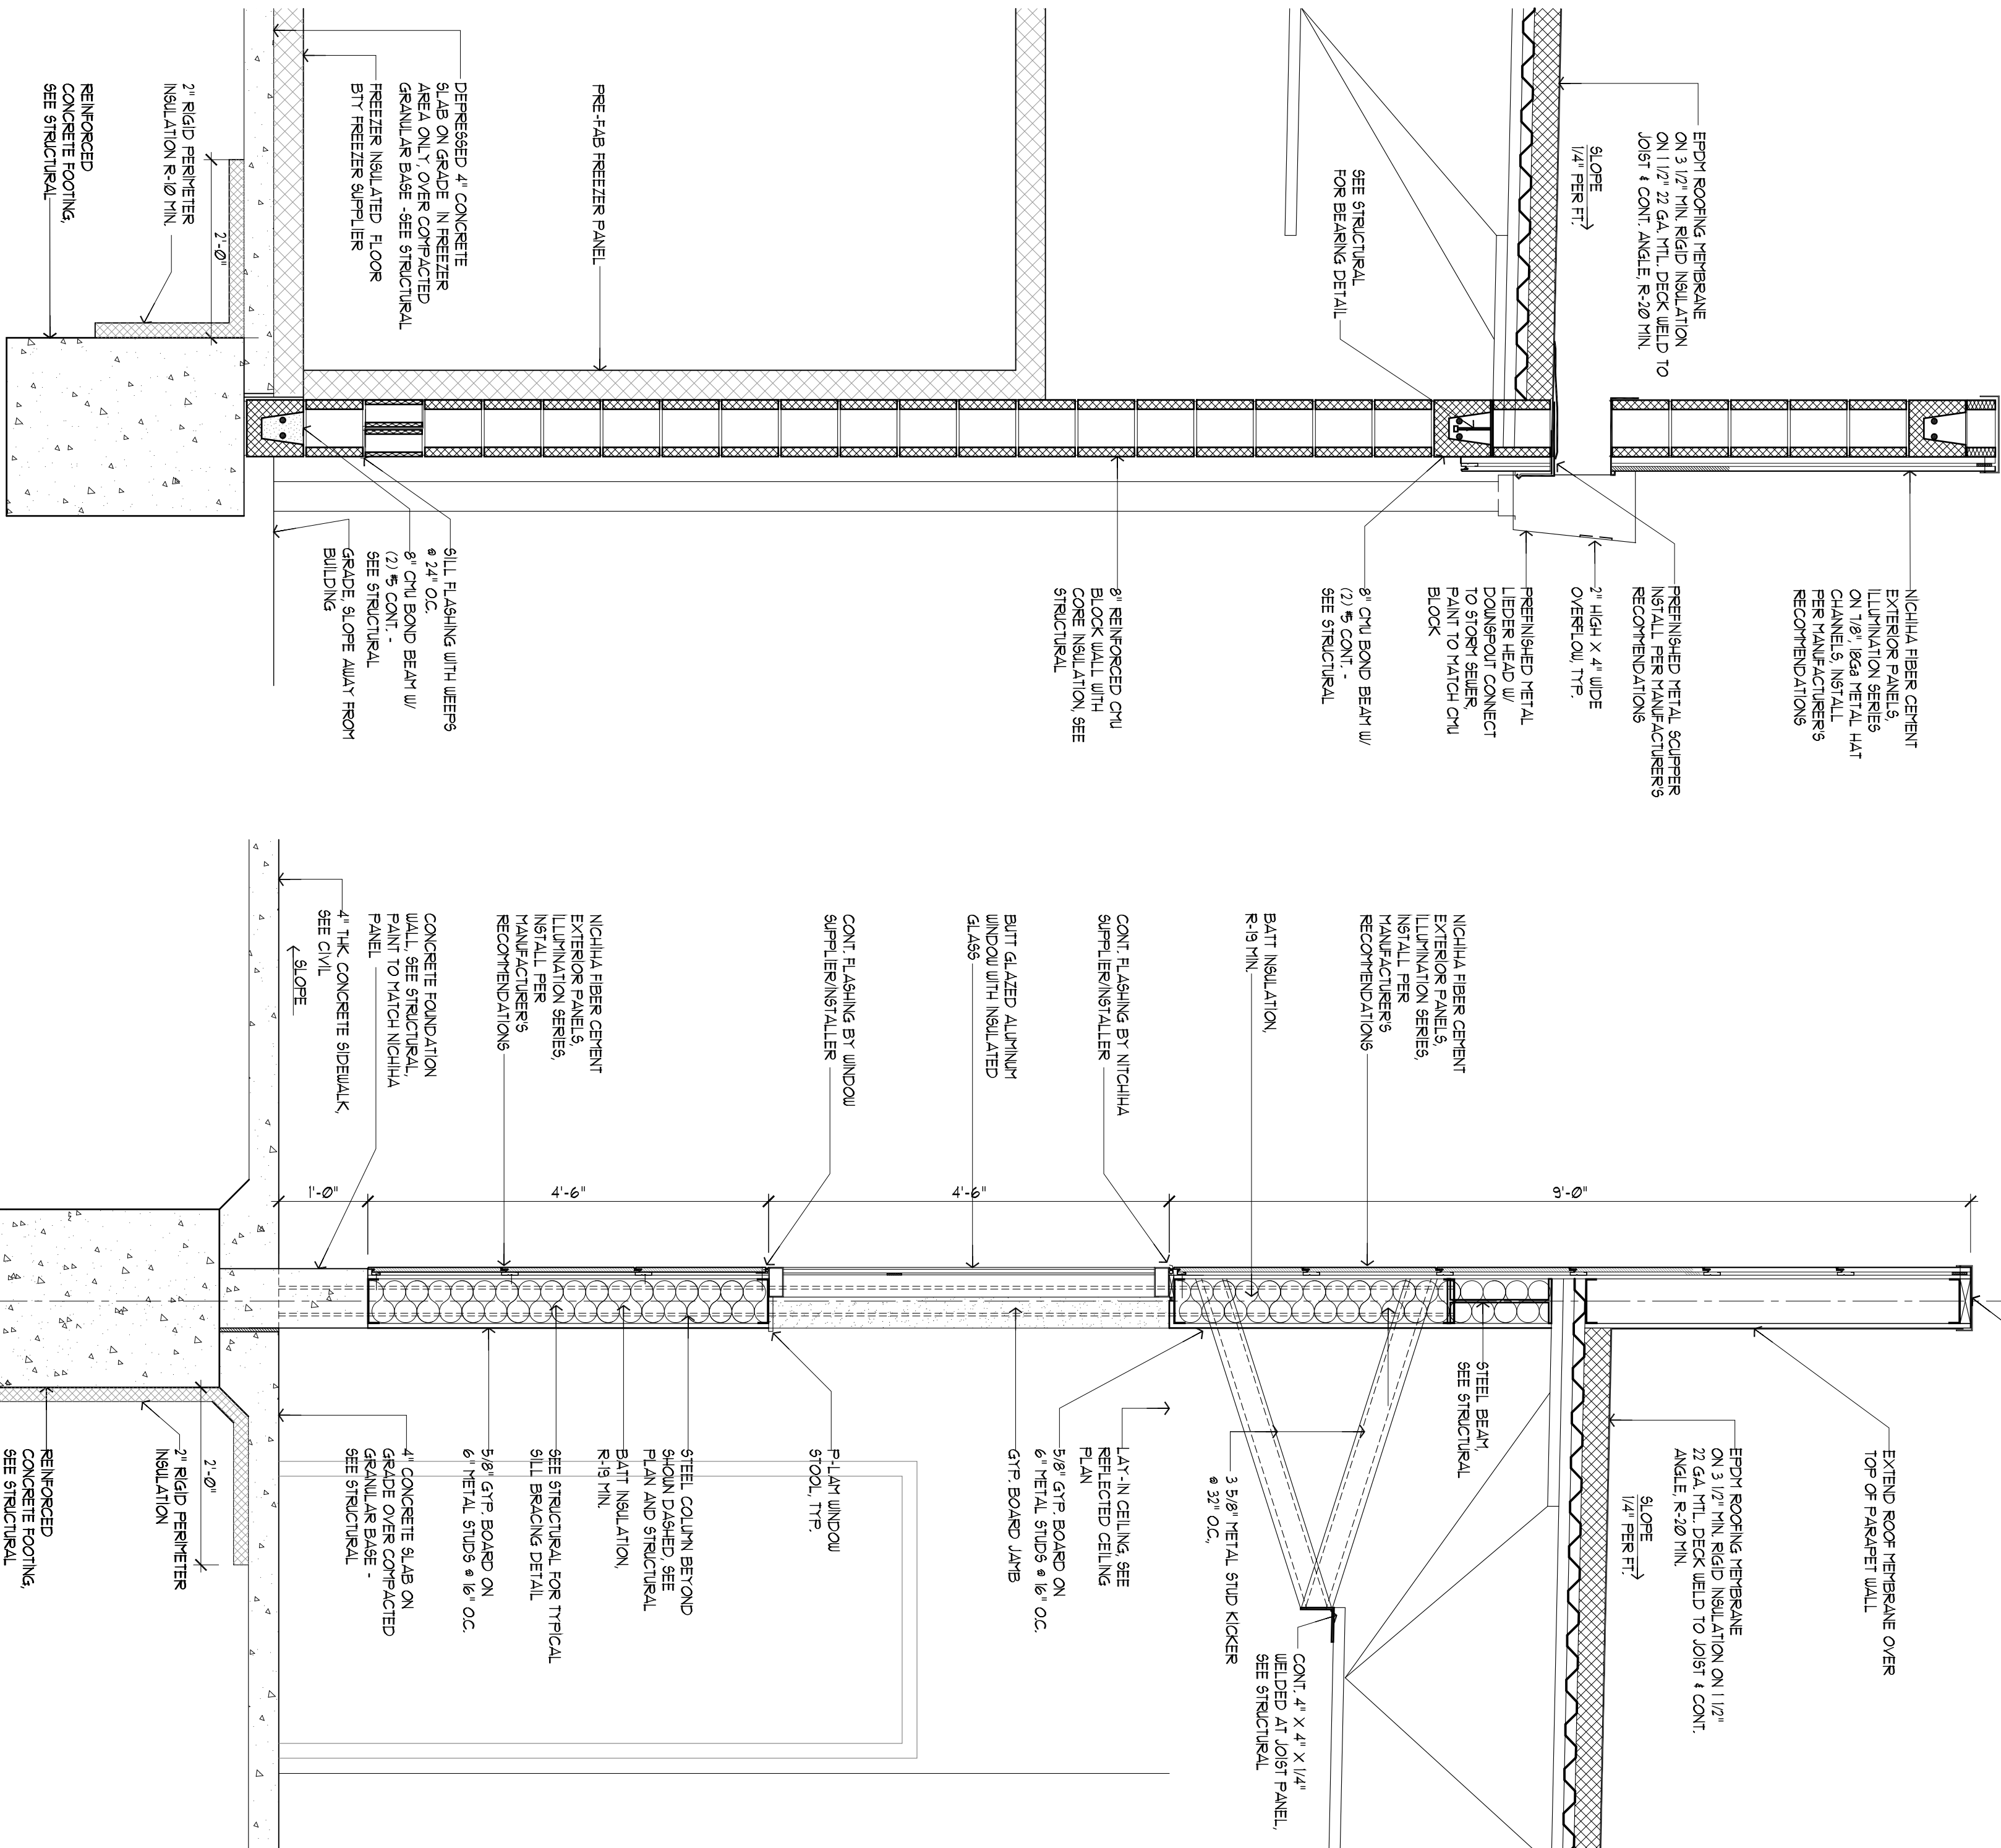 EPDM ROOFING MEMBRANE
ON 3 1/2" MIN. RIGID INSULATION
ON 1 1/2" 22 GA. MTL. DECK WELD TO
JOIST & CONT. ANGLE, R-20 MIN.
SLOPE
1/4" PER FT.
SEE STRUCTURAL
FOR BEARING DETAIL
PRE-FAB FREEZER PANEL
DEPRESSED 4" CONCRETE
SLAB ON GRADE IN FREEZER
AREA ONLY, OVER COMPACTED
GRANULAR BASE -SEE STRUCTURAL
FREEZER INSULATED FLOOR
BTY FREEZER SUPPLIER
2'-0"
2" RIGID PERIMETER
INSULATION R-10 MIN.
REINFORCED
CONCRETE FOOTING,
SEE STRUCTURAL
NICHIHA FIBER CEMENT
EXTERIOR PANELS,
ILLUMINATION SERIES
ON 7/8", 18Ga METAL HAT
CHANNELS, INSTALL
PER MANUFACTURER'S
RECOMMENDATIONS
PREFINISHED METAL SCUPPER
INSTALL PER MANUFACTURER'S
RECOMMENDATIONS
2" HIGH X 4" WIDE
OVERFLOW, TYP.
PREFINISHED METAL
LIEDER HEAD W/
DOWNSPOUT CONNECT
TO STORM SEWER,
PAINT TO MATCH CMU
BLOCK
8" CMU BOND BEAM W/
(2) #5 CONT. -
SEE STRUCTURAL
8" REINFORCED CMU
BLOCK WALL WITH
CORE INSULATION, SEE
STRUCTURAL
SILL FLASHING WITH WEEPS
@ 24" O.C.
8" CMU BOND BEAM W/
(2) #5 CONT. -
SEE STRUCTURAL
GRADE, SLOPE AWAY FROM
BUILDING
NICHIHA FIBER CEMENT
EXTERIOR PANELS,
ILLUMINATION SERIES,
INSTALL PER
MANUFACTURER'S
RECOMMENDATIONS
BATT INSULATION,
R-19 MIN.
CONT. FLASHING BY NITCHIHA
SUPPLIER/INSTALLER
BUTT GLAZED ALUMINUM
WINDOW WITH INSULATED
GLASS
CONT. FLASHING BY WINDOW
SUPPLIER/INSTALLER
NICHIHA FIBER CEMENT
EXTERIOR PANELS,
ILLUMINATION SERIES,
INSTALL PER
MANUFACTURER'S
RECOMMENDATIONS
CONCRETE FOUNDATION
WALL, SEE STRUCTURAL,
PAINT TO MATCH NICHIHA
PANEL
4" THK. CONCRETE SIDEWALK,
SEE CIVIL
SLOPE
9'-0"
4'-6"
4'-6"
1'-0"
EXTEND ROOF MEMBRANE OVER
TOP OF PARAPET WALL
EPDM ROOFING MEMBRANE
ON 3 1/2" MIN. RIGID INSULATION ON 1 1/2"
22 GA. MTL. DECK WELD TO JOIST & CONT.
ANGLE, R-20 MIN.
SLOPE
1/4" PER FT.
STEEL BEAM,
SEE STRUCTURAL
CONT. 4" X 4" X 1/4"
WELDED AT JOIST PANEL,
SEE STRUCTURAL
3 5/8" METAL STUD KICKER
@ 32" O.C.,
LAY-IN CEILING, SEE
REFLECTED CEILING
PLAN
5/8" GYP. BOARD ON
6" METAL STUDS @ 16" O.C.
GYP. BOARD JAMB
P-LAM WINDOW
STOOL, TYP.
STEEL COLUMN BEYOND
SHOWN DASHED, SEE
PLAN AND STRUCTURAL
BATT INSULATION,
R-19 MIN.
SEE STRUCTURAL FOR TYPICAL
SILL BRACING DETAIL
5/8" GYP. BOARD ON
6" METAL STUDS @ 16" O.C.
4" CONCRETE SLAB ON
GRADE OVER COMPACTED
GRANULAR BASE -
SEE STRUCTURAL
2'-0"
2" RIGID PERIMETER
INSULATION
REINFORCED
CONCRETE FOOTING,
SEE STRUCTURAL